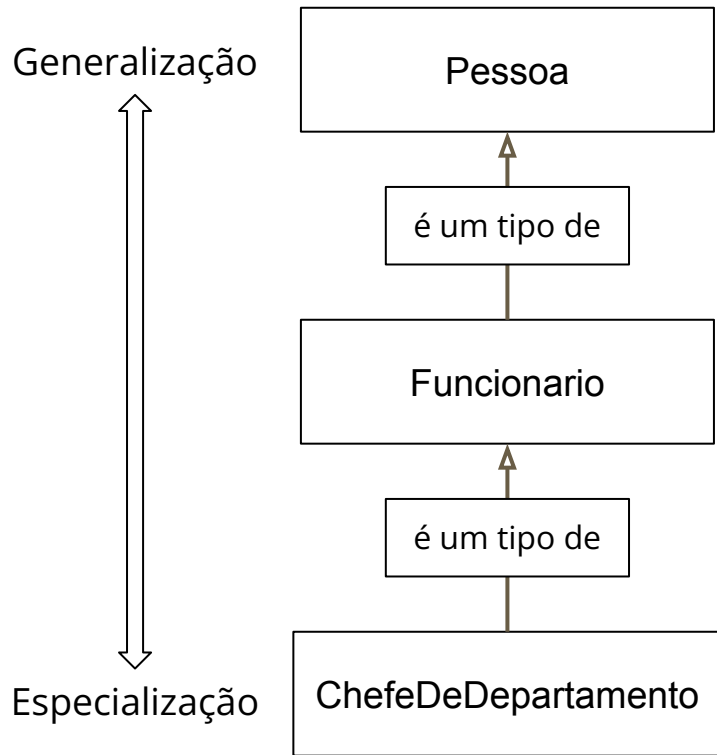 Generalização
Pessoa
é um tipo de
Funcionario
é um tipo de
Especialização
ChefeDeDepartamento